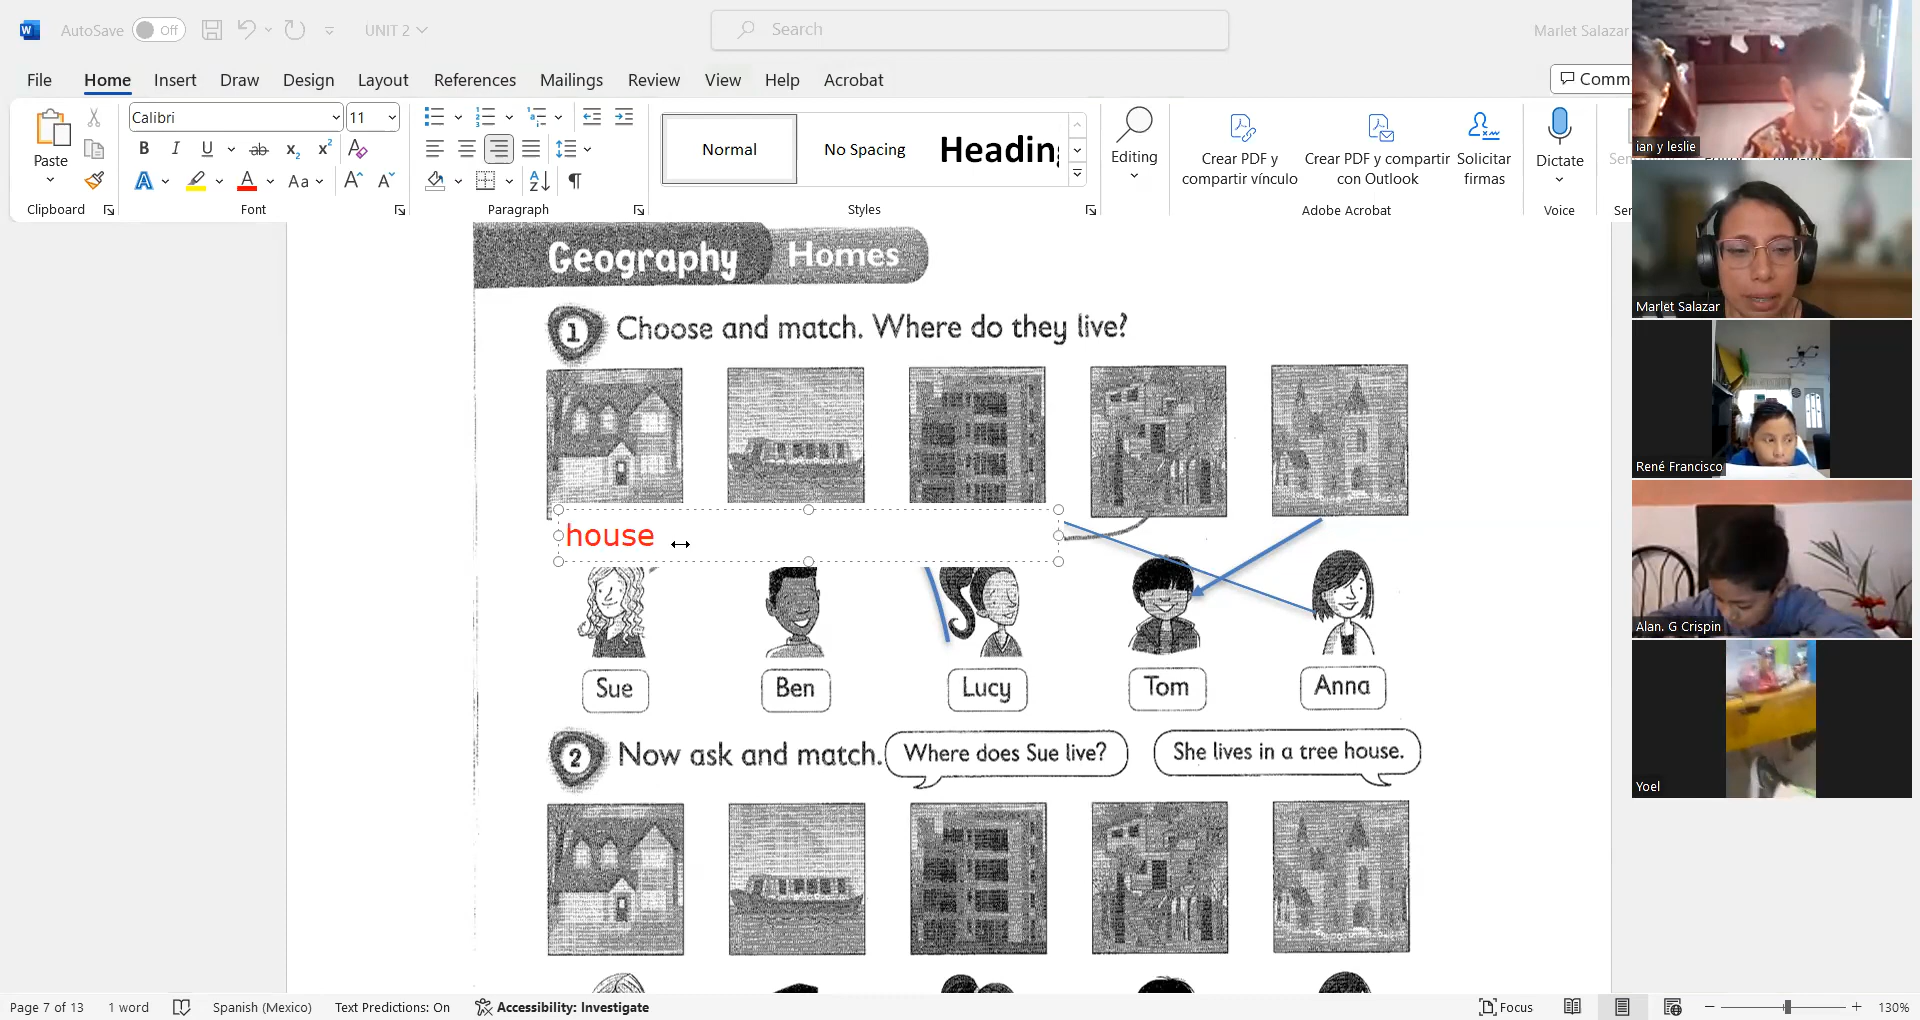 AutoSave Off UNIT 2 Search Marlet Salazar
File Home Insert Draw Design Layout References Mailings Review View Help Acrobat
Paste
Clipboard
Calibri 11
B I U ab x₂ x²
A A Aa A A
Font
Paragraph
Normal No Spacing Heading
Styles
Editing
Crear PDF y compartir vínculo
Crear PDF y compartir con Outlook
Adobe Acrobat
Solicitar firmas
Dictate
Voice
ian y leslie
Marlet Salazar
René Francisco
Alan. G Crispin
Yoel
Geography Homes
1 Choose and match. Where do they live?
house
Sue Ben Lucy Tom Anna
2 Now ask and match. Where does Sue live? She lives in a tree house.
Page 7 of 13 1 word Spanish (Mexico) Text Predictions: On Accessibility: Investigate Focus 130%